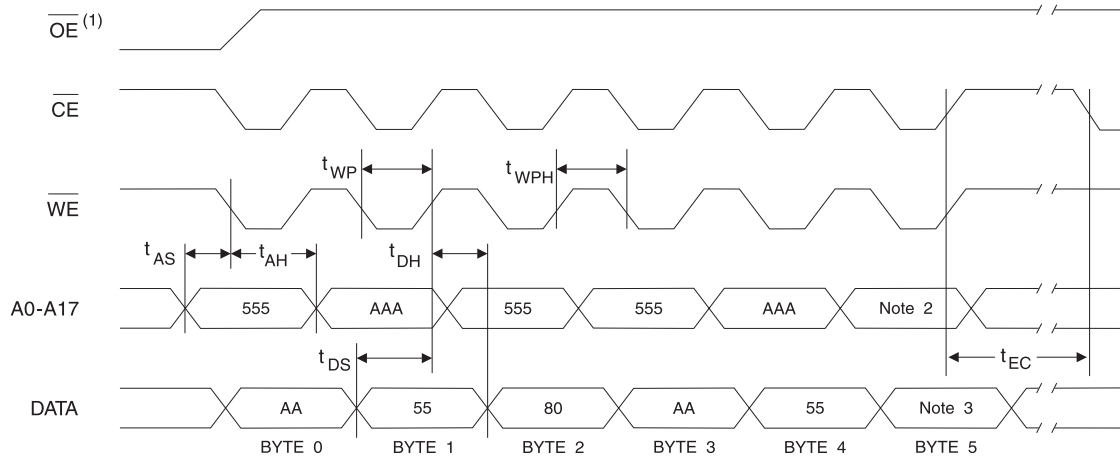 OE (1)
CE
tWP
tWPH
WE
tAS
tAH
tDH
A0-A17 555 AAA 555 555 AAA Note 2
tDS
tEC
DATA AA 55 80 AA 55 Note 3
BYTE 0 BYTE 1 BYTE 2 BYTE 3 BYTE 4 BYTE 5